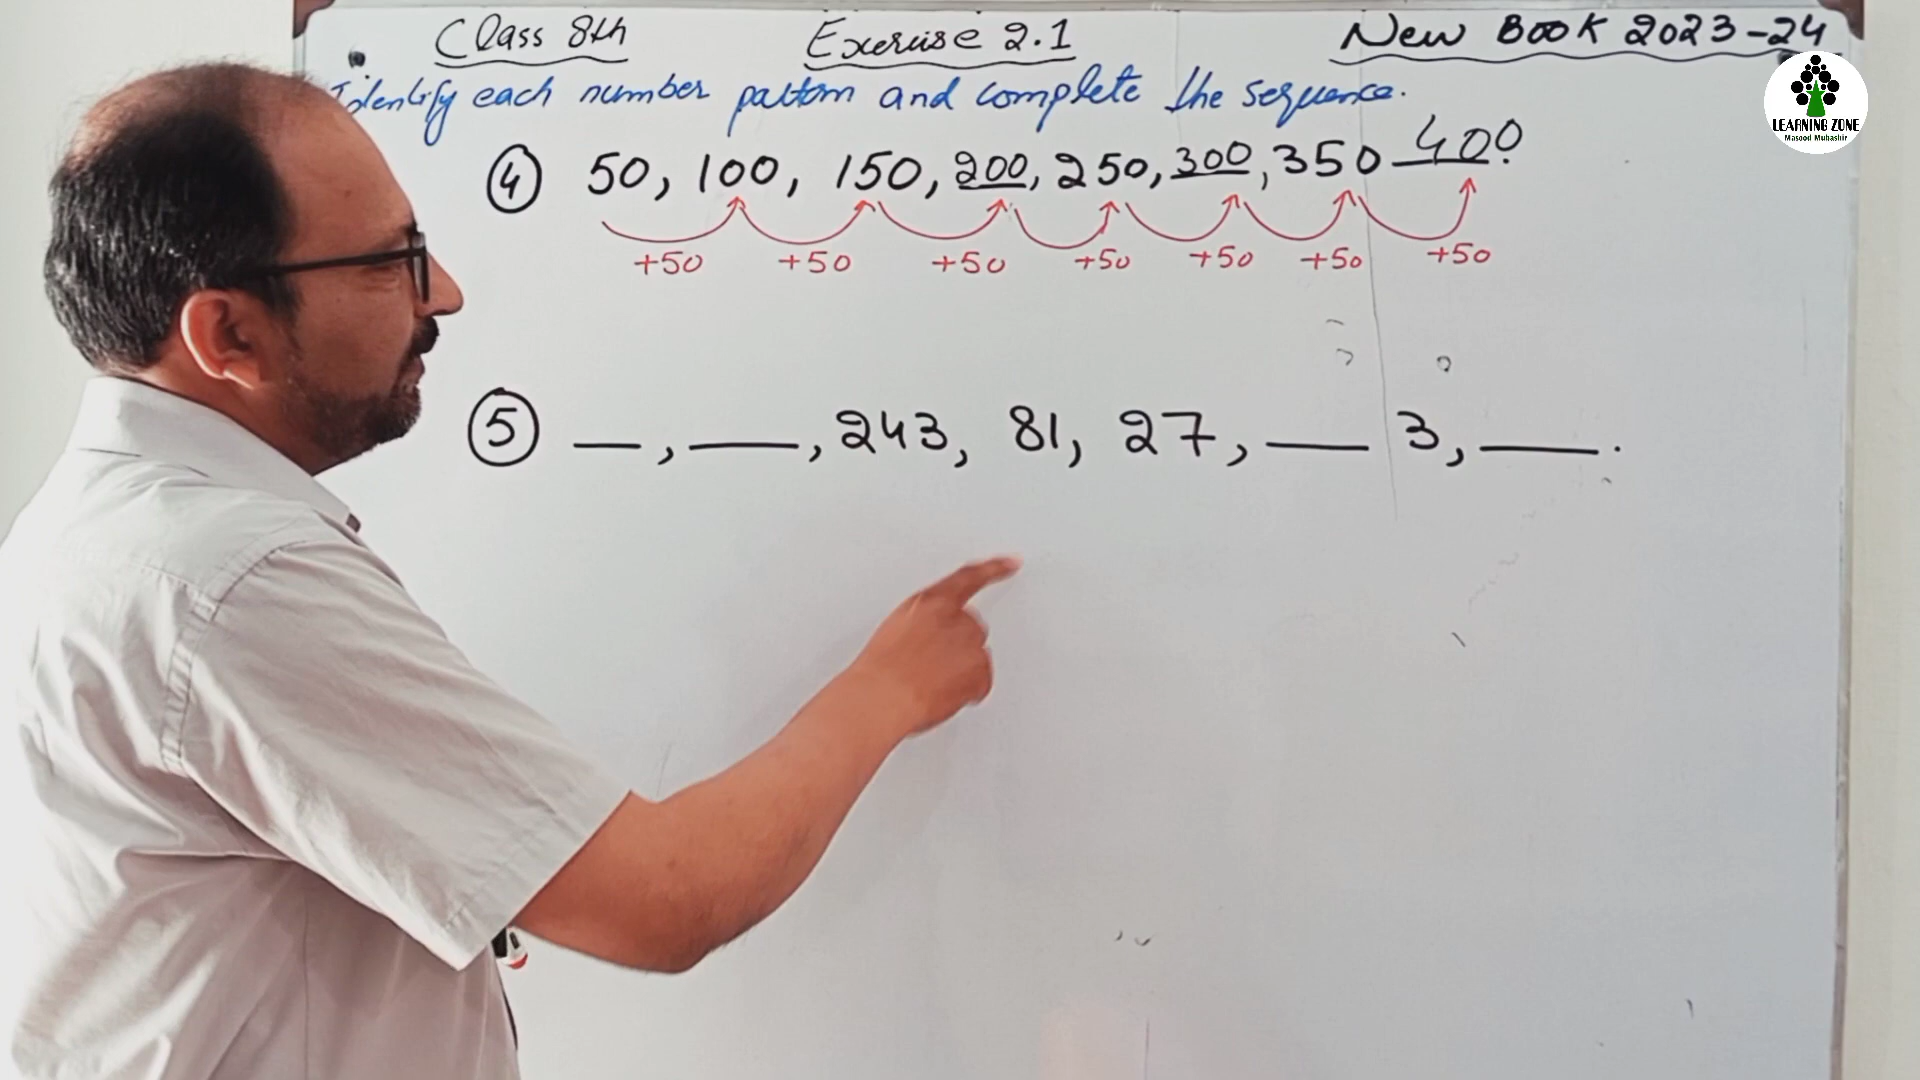 Class 8th Exercise 2.1 New BOOK 2023-24
Identify each number pattern and complete the sequence.
LEARNING ZONE
Masood Mubashir
④ 50, 100, 150, 200, 250, 300, 350 400.
+50 +50 +50 +50 +50 +50 +50
⑤ __, __, 243, 81, 27, __ 3, __.